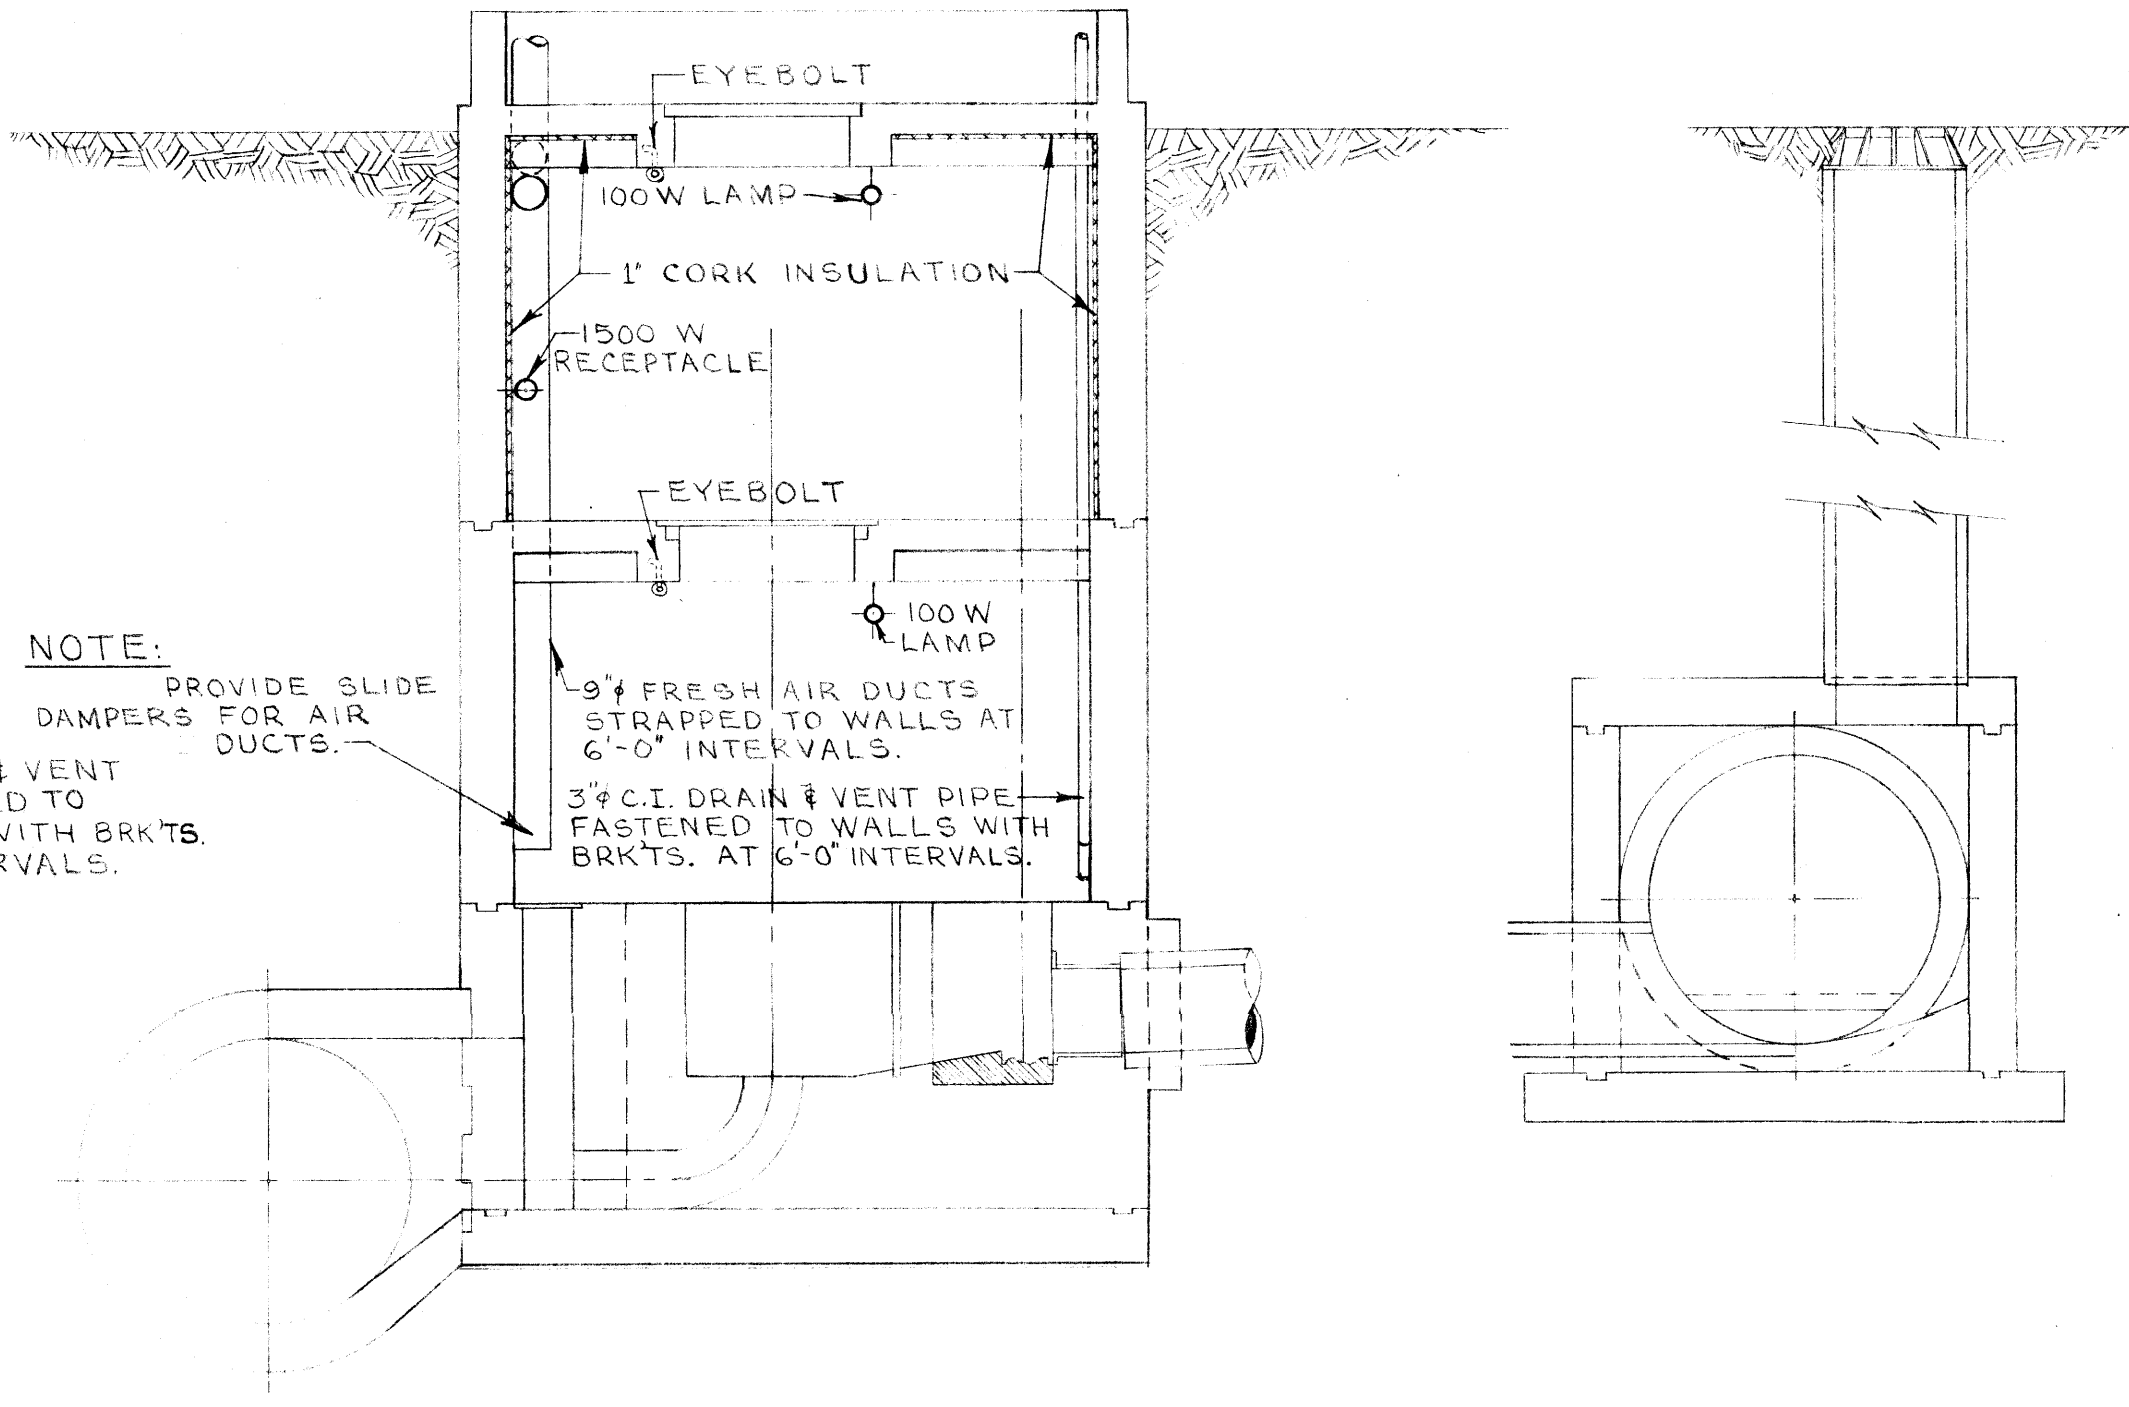 EYEBOLT
100W LAMP
1" CORK INSULATION
1500 W
RECEPTACLE
EYEBOLT
100 W
LAMP
NOTE:
PROVIDE SLIDE
DAMPERS FOR AIR
DUCTS.
9"ϕ FRESH AIR DUCTS
STRAPPED TO WALLS AT
6'-0" INTERVALS.
& VENT
ED TO
WITH BRK'TS.
RVALS.
3"ϕ C.I. DRAIN & VENT PIPE
FASTENED TO WALLS WITH
BRK'TS. AT 6'-0" INTERVALS.